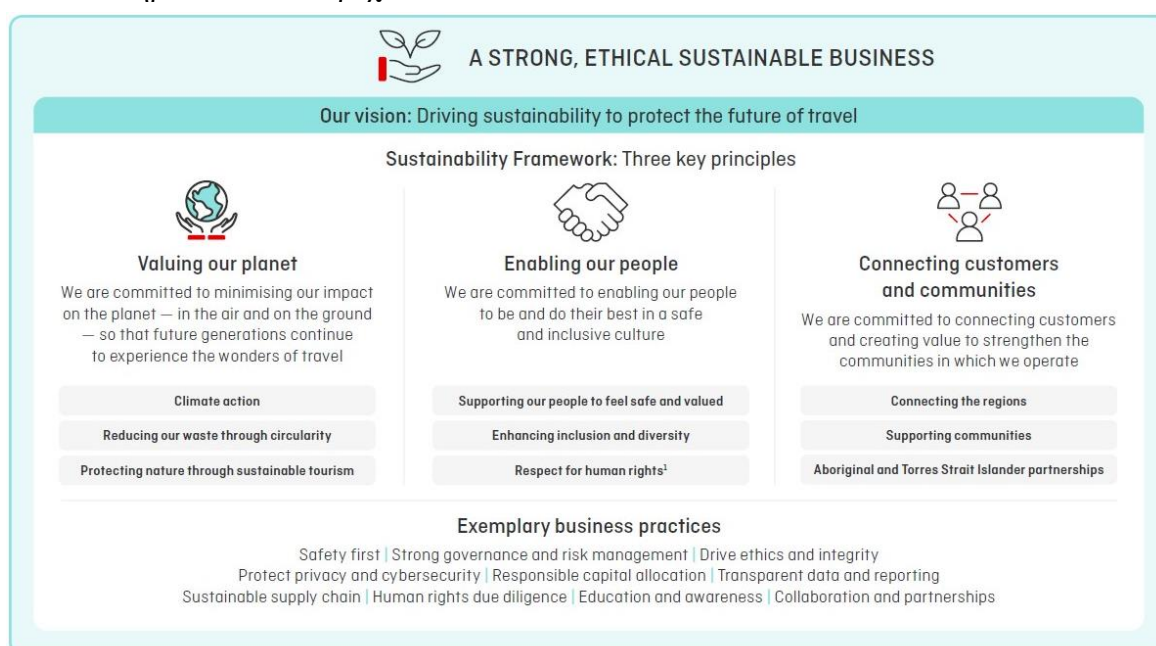 A STRONG, ETHICAL SUSTAINABLE BUSINESS
Our vision: Driving sustainability to protect the future of travel
Sustainability Framework: Three key principles
Valuing our planet
We are committed to minimising our impact
on the planet — in the air and on the ground
— so that future generations continue
to experience the wonders of travel
Climate action
Reducing our waste through circularity
Protecting nature through sustainable tourism
Enabling our people
We are committed to enabling our people
to be and do their best in a safe
and inclusive culture
Supporting our people to feel safe and valued
Enhancing inclusion and diversity
Respect for human rights¹
Connecting customers
and communities
We are committed to connecting customers
and creating value to strengthen the
communities in which we operate
Connecting the regions
Supporting communities
Aboriginal and Torres Strait Islander partnerships
Exemplary business practices
Safety first | Strong governance and risk management | Drive ethics and integrity
Protect privacy and cybersecurity | Responsible capital allocation | Transparent data and reporting
Sustainable supply chain | Human rights due diligence | Education and awareness | Collaboration and partnerships